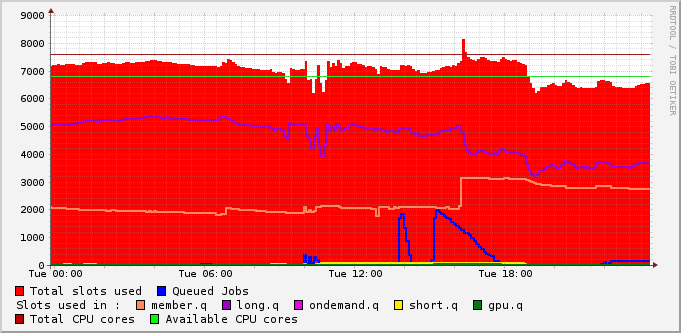 9000
8000
7000
6000
5000
4000
3000
2000
1000
0
Tue 00:00 Tue 06:00 Tue 12:00 Tue 18:00
Total slots used Queued Jobs
Slots used in : member.q long.q ondemand.q short.q gpu.q
Total CPU cores Available CPU cores
RRDTOOL / TOBI OETIKER